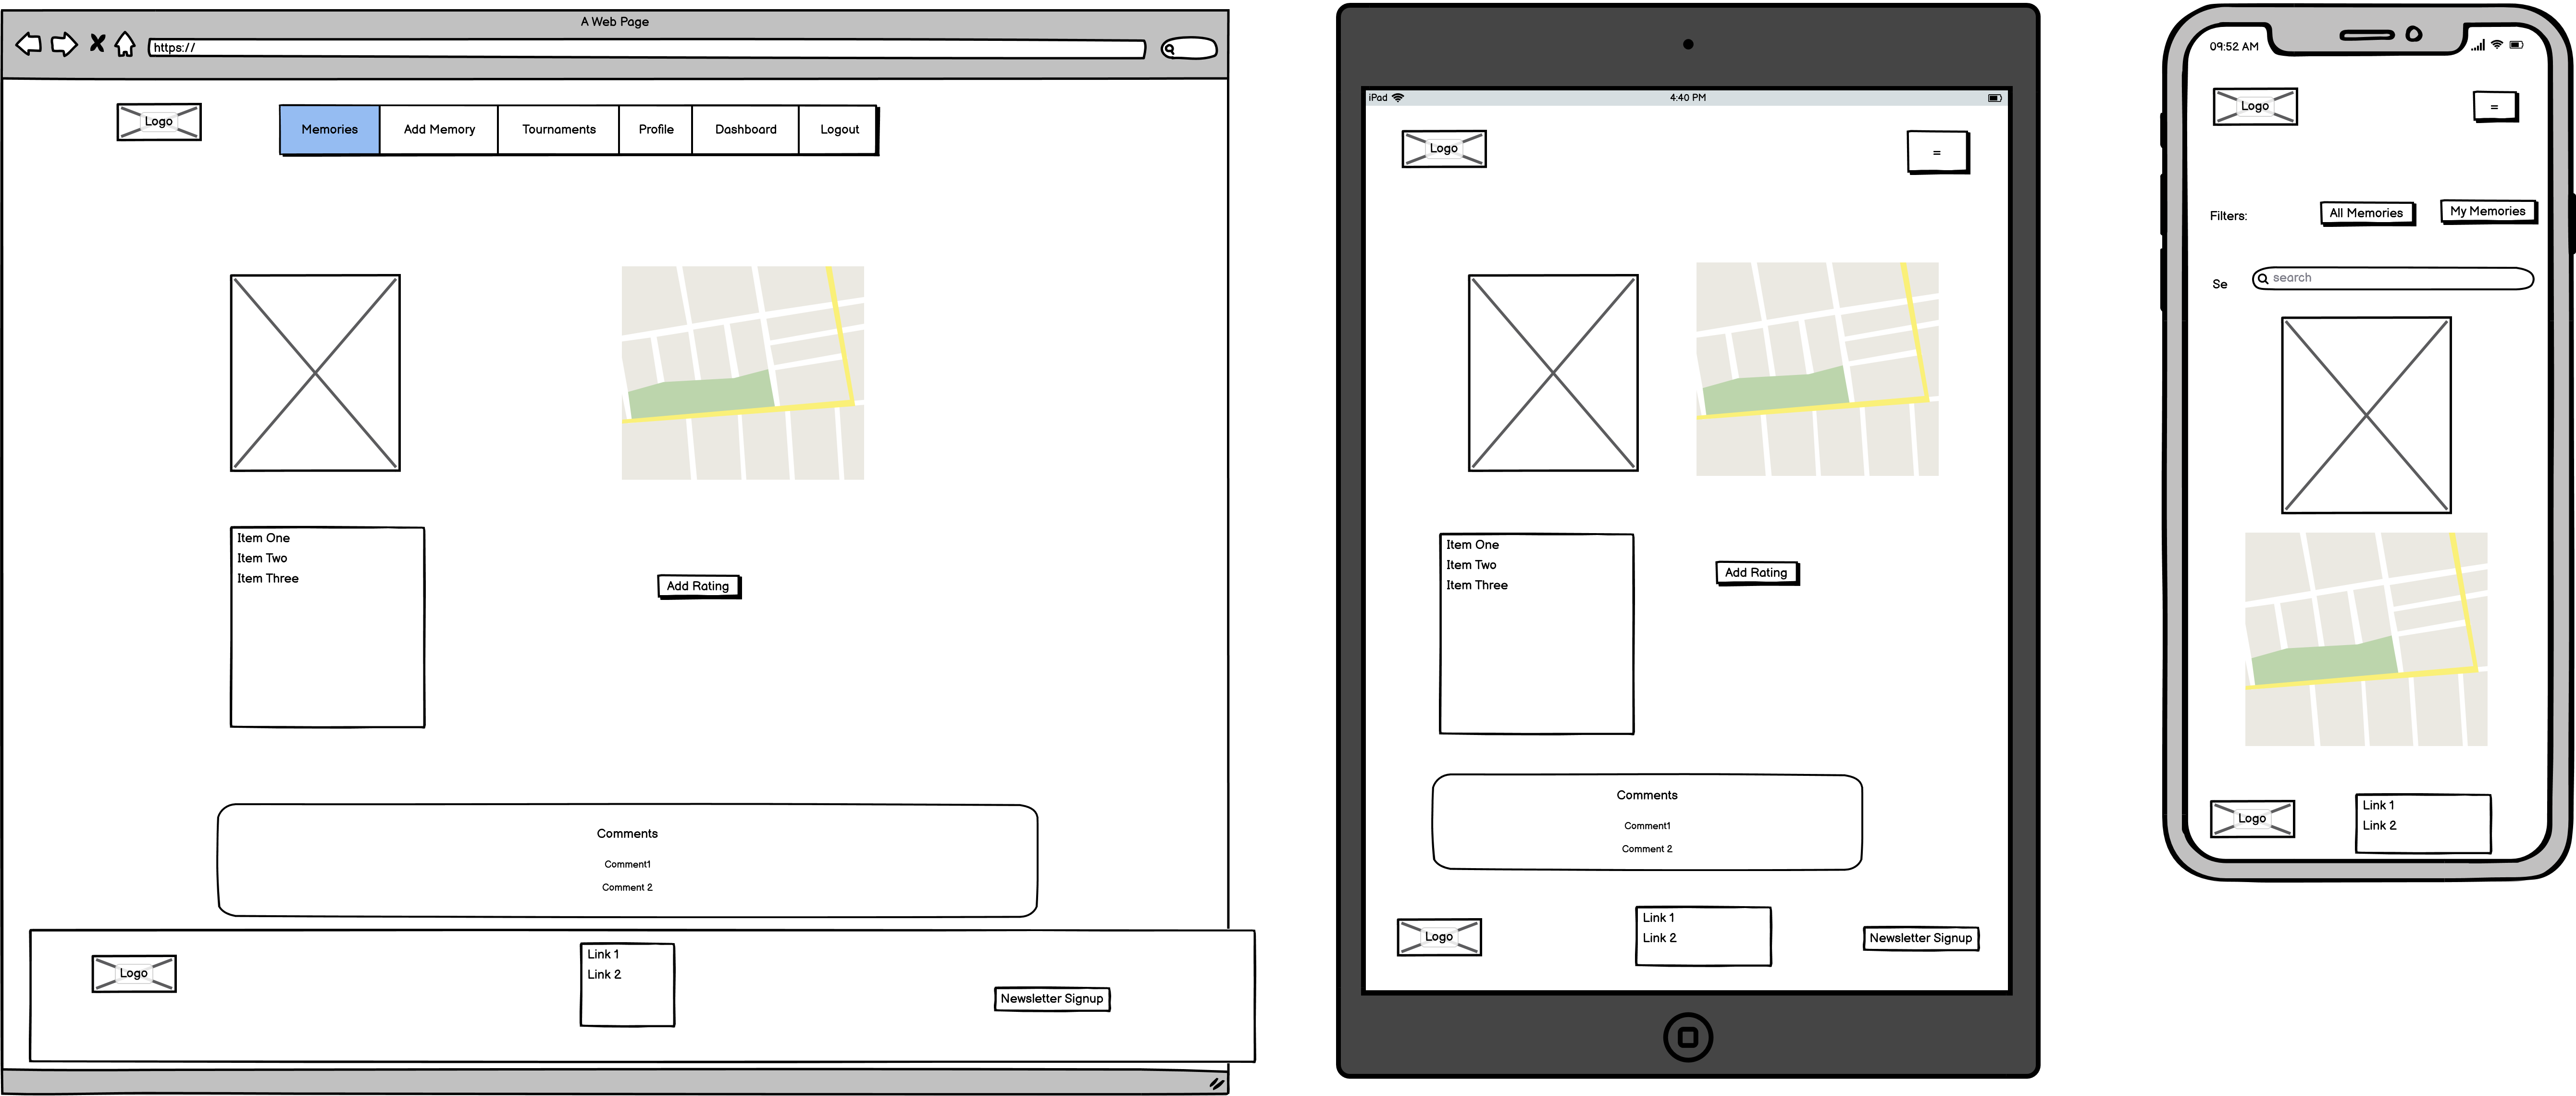 A Web Page
https://
Logo
Memories Add Memory Tournaments Profile Dashboard Logout
Item One
Item Two
Item Three
Add Rating
Comments
Comment1
Comment 2
Logo
Link 1
Link 2
Newsletter Signup
iPad 4:40 PM
Logo
=
Item One
Item Two
Item Three
Add Rating
Comments
Comment1
Comment 2
Logo
Link 1
Link 2
Newsletter Signup
09:52 AM
Logo
=
Filters: All Memories My Memories
Se search
Logo
Link 1
Link 2